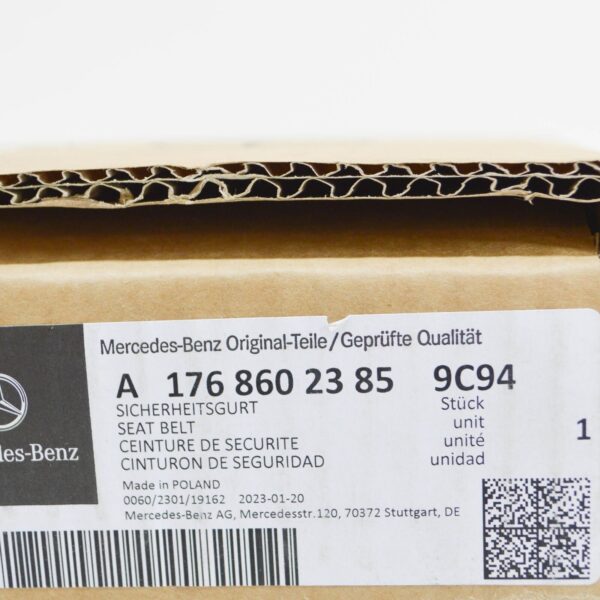 Mercedes-Benz Original-Teile/Geprüfte Qualität
A 176 860 23 85 9C94
SICHERHEITSGURT Stück
SEAT BELT unit
CEINTURE DE SECURITE unité 1
CINTURON DE SEGURIDAD unidad
Made in POLAND
0060/2301/19162 2023-01-20
Mercedes-Benz AG, Mercedesstr.120, 70372 Stuttgart, DE
des-Benz